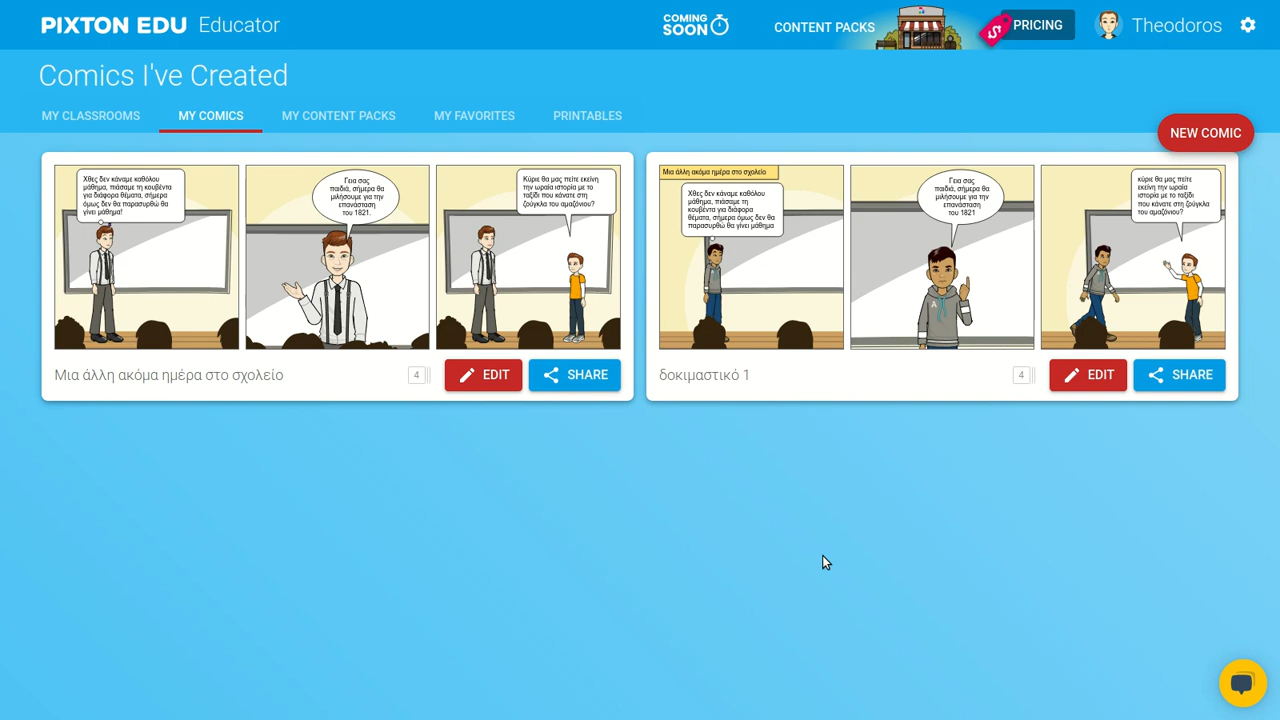 PIXTON EDU Educator
COMING SOON
CONTENT PACKS
$ PRICING
Theodoros
Comics I've Created
MY CLASSROOMS
MY COMICS
MY CONTENT PACKS
MY FAVORITES
PRINTABLES
NEW COMIC
Χθες δεν κάναμε καθόλου
μάθημα, πιάσαμε τη κουβέντα
για διάφορα θέματα, σήμερα
όμως δεν θα παρασυρθώ θα
γίνει μάθημα!
Γεια σας
παιδιά, σήμερα θα
μιλήσουμε για την
επανάσταση
του 1821.
Κύριε θα μας πείτε εκείνη
την ωραία ιστορία με το
ταξίδι που κάνατε στη
ζούγκλα του αμαζόνιου?
Μια άλλη ακόμα ημέρα στο σχολείο
4
EDIT
SHARE
Μια άλλη ακόμα ημέρα στο σχολείο
Χθες δεν κάναμε καθόλου
μάθημα, πιάσαμε τη
κουβέντα για διάφορα
θέματα, σήμερα όμως δεν θα
παρασυρθώ θα γίνει μάθημα
Γεια σας
παιδιά, σήμερα θα
μιλήσουμε για την
επανάσταση
του 1821
κύριε θα μας πείτε
εκείνη την ωραία
ιστορία με το ταξίδι
που κάνατε στη ζούγκλα
του αμαζόνιου?
A
δοκιμαστικό 1
4
EDIT
SHARE